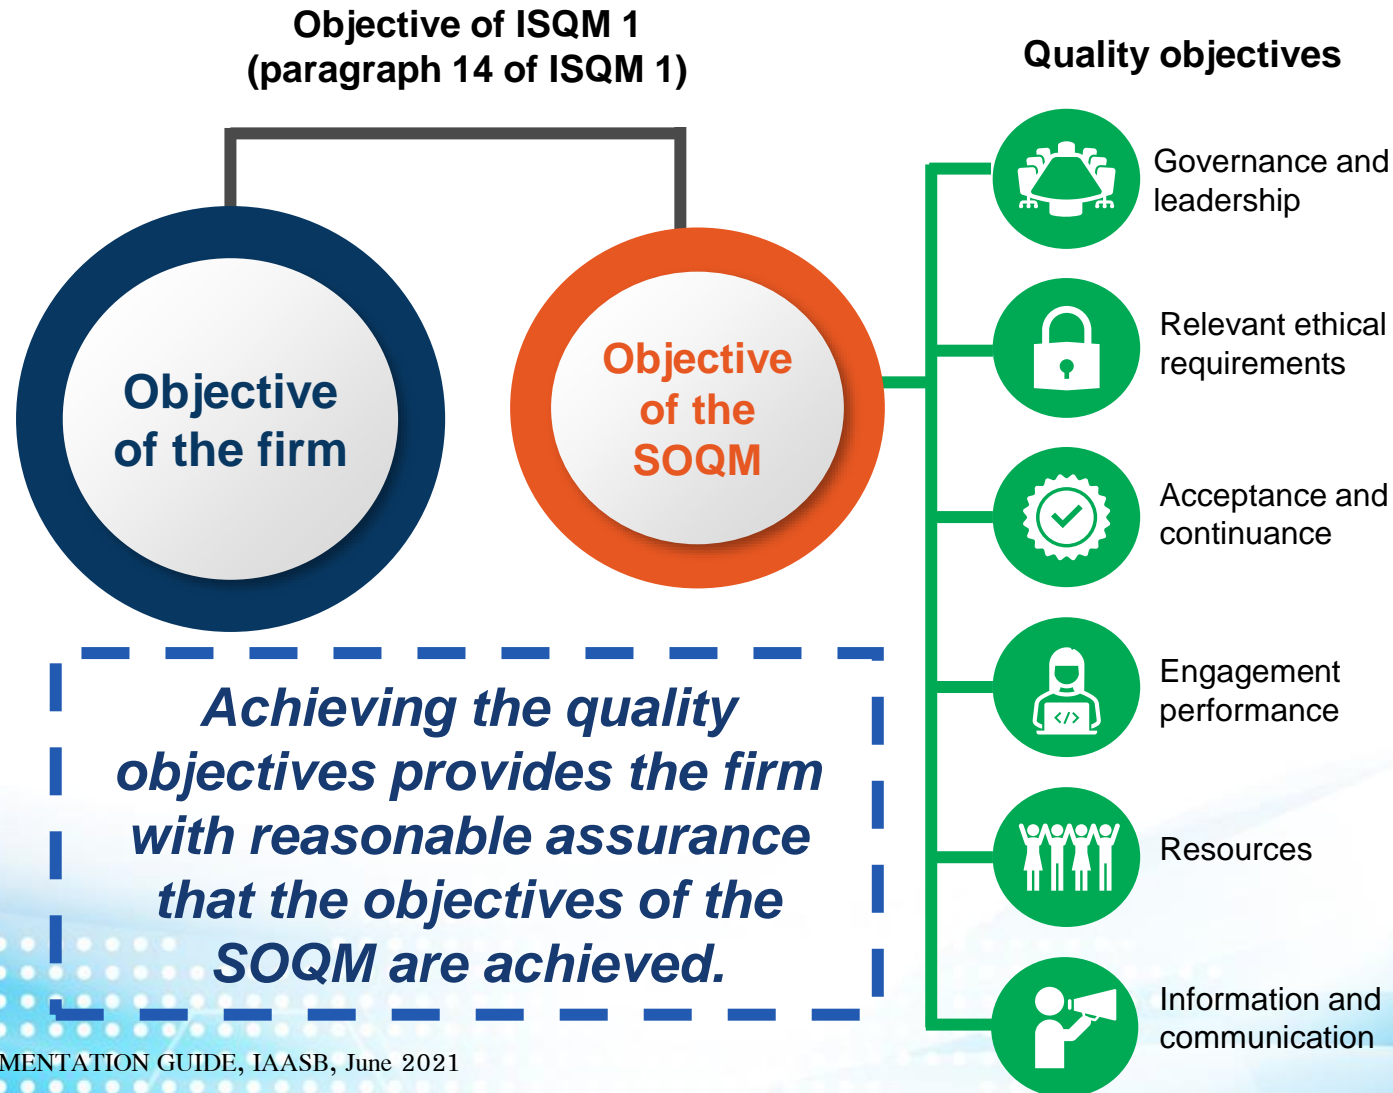 Objective of ISQM 1
(paragraph 14 of ISQM 1)
Quality objectives
Objective
of the firm
Objective
of the
SOQM
Governance and
leadership
Relevant ethical
requirements
Acceptance and
continuance
Engagement
performance
</>
Resources
Information and
communication
Achieving the quality
objectives provides the firm
with reasonable assurance
that the objectives of the
SOQM are achieved.
MENTATION GUIDE, IAASB, June 2021